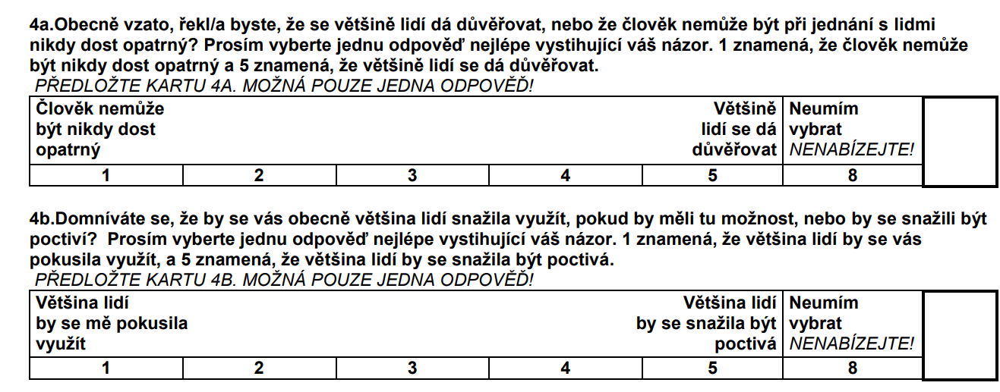 4a.Obecně vzato, řekl/a byste, že se většině lidí dá důvěřovat, nebo že člověk nemůže být při jednání s lidmi
nikdy dost opatrný? Prosím vyberte jednu odpověď nejlépe vystihující váš názor. 1 znamená, že člověk nemůže
být nikdy dost opatrný a 5 znamená, že většině lidí se dá důvěřovat.
PŘEDLOŽTE KARTU 4A. MOŽNÁ POUZE JEDNA ODPOVĚĎ!
Člověk nemůže Většině Neumím
být nikdy dost lidí se dá vybrat
opatrný důvěřovat NENABÍZEJTE!
1 2 3 4 5 8
4b.Domníváte se, že by se vás obecně většina lidí snažila využít, pokud by měli tu možnost, nebo by se snažili být
poctiví? Prosím vyberte jednu odpověď nejlépe vystihující váš názor. 1 znamená, že většina lidí by se vás
pokusila využít, a 5 znamená, že většina lidí by se snažila být poctivá.
PŘEDLOŽTE KARTU 4B. MOŽNÁ POUZE JEDNA ODPOVĚĎ!
Většina lidí Většina lidí Neumím
by se mě pokusila by se snažila být vybrat
využít poctivá NENABÍZEJTE!
1 2 3 4 5 8